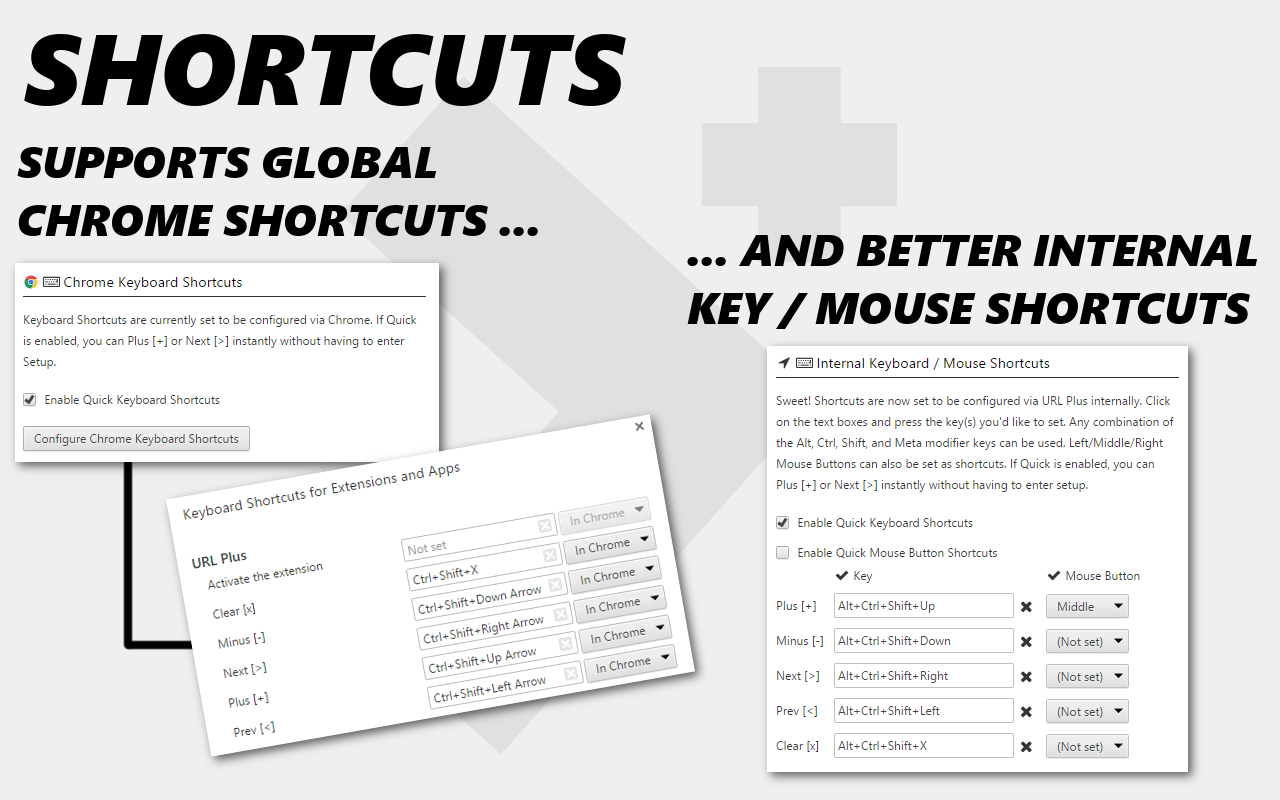 SHORTCUTS
SUPPORTS GLOBAL
CHROME SHORTCUTS ...
Chrome Keyboard Shortcuts
Keyboard Shortcuts are currently set to be configured via Chrome. If Quick
is enabled, you can Plus [+] or Next [>] instantly without having to enter
Setup.
Enable Quick Keyboard Shortcuts
Configure Chrome Keyboard Shortcuts
Keyboard Shortcuts for Extensions and Apps
URL Plus
Activate the extension Not set In Chrome
Clear [x] Ctrl+Shift+X In Chrome
Minus [-] Ctrl+Shift+Down Arrow In Chrome
Next [>] Ctrl+Shift+Right Arrow In Chrome
Plus [+] Ctrl+Shift+Up Arrow In Chrome
Prev [<] Ctrl+Shift+Left Arrow In Chrome
... AND BETTER INTERNAL
KEY / MOUSE SHORTCUTS
Internal Keyboard / Mouse Shortcuts
Sweet! Shortcuts are now set to be configured via URL Plus internally. Click
on the text boxes and press the key(s) you'd like to set. Any combination of
the Alt, Ctrl, Shift, and Meta modifier keys can be used. Left/Middle/Right
Mouse Buttons can also be set as shortcuts. If Quick is enabled, you can
Plus [+] or Next [>] instantly without having to enter setup.
Enable Quick Keyboard Shortcuts
Enable Quick Mouse Button Shortcuts
Key Mouse Button
Plus [+] Alt+Ctrl+Shift+Up Middle
Minus [-] Alt+Ctrl+Shift+Down (Not set)
Next [>] Alt+Ctrl+Shift+Right (Not set)
Prev [<] Alt+Ctrl+Shift+Left (Not set)
Clear [x] Alt+Ctrl+Shift+X (Not set)